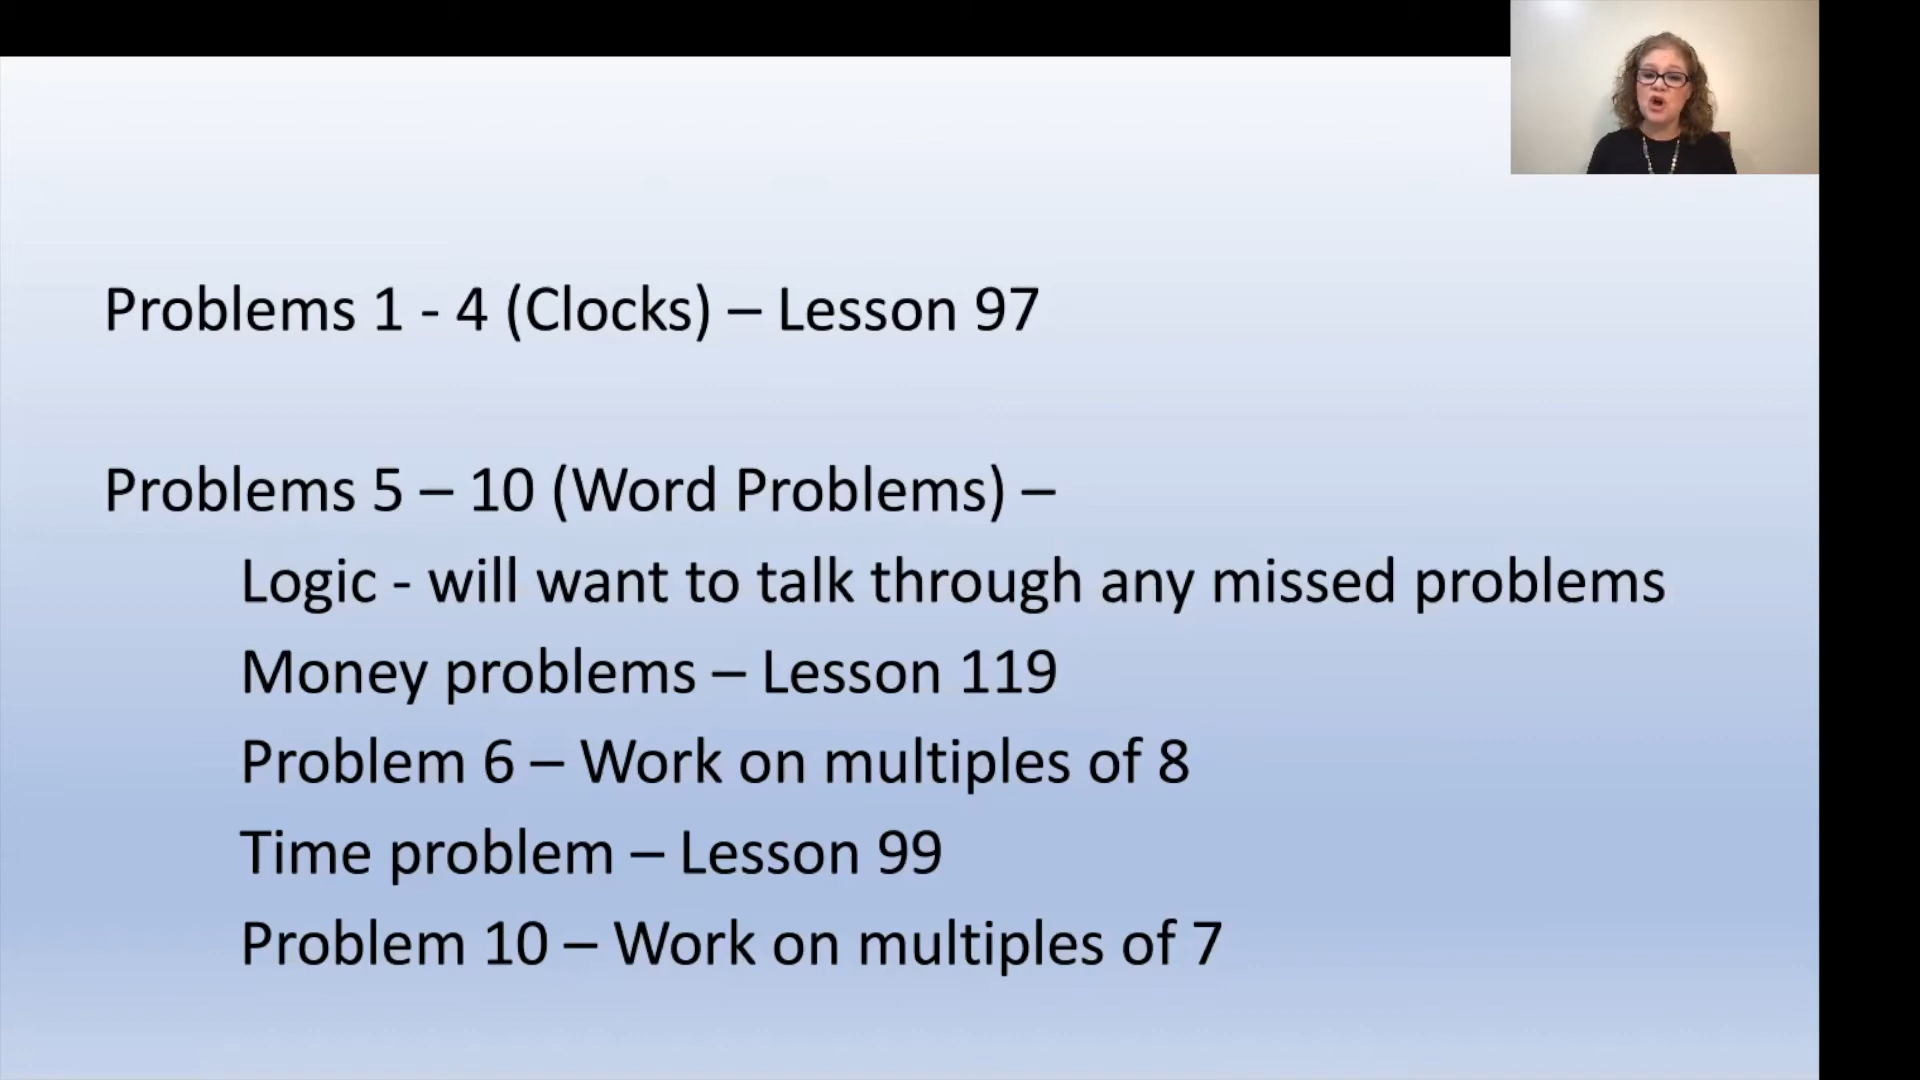 Problems 1 - 4 (Clocks) – Lesson 97
Problems 5 – 10 (Word Problems) –
Logic - will want to talk through any missed problems
Money problems – Lesson 119
Problem 6 – Work on multiples of 8
Time problem – Lesson 99
Problem 10 – Work on multiples of 7